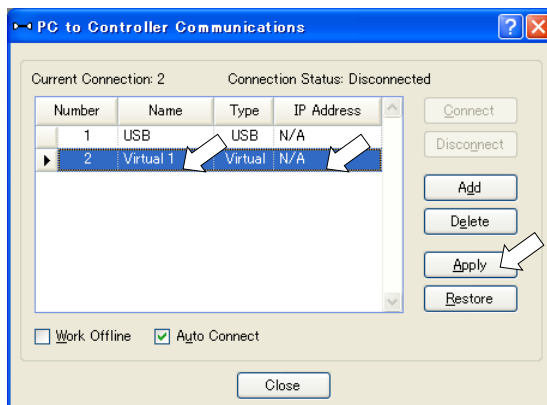 PC to Controller Communications
Current Connection: 2 Connection Status: Disconnected
Number Name Type IP Address
1 USB USB N/A
2 Virtual 1 Virtual N/A
Connect
Disconnect
Add
Delete
Apply
Restore
Work Offline Auto Connect
Close